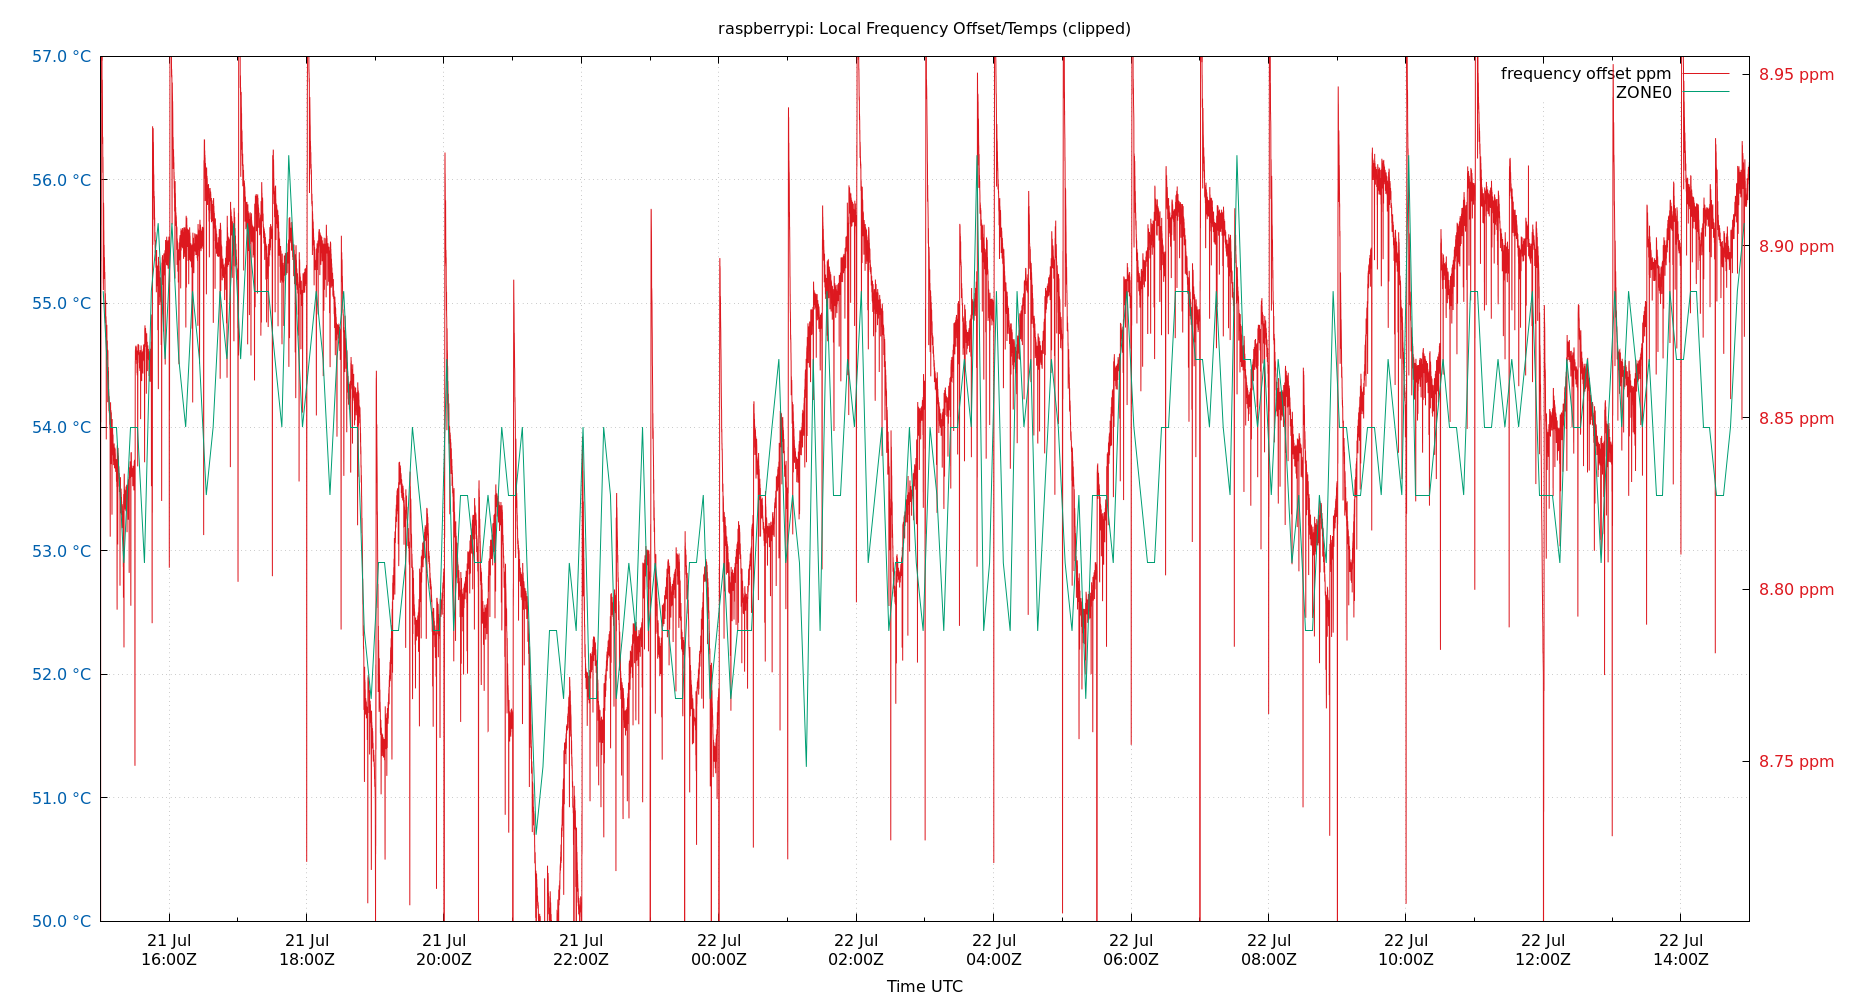 raspberrypi: Local Frequency Offset/Temps (clipped)
57.0 °C
56.0 °C
55.0 °C
54.0 °C
53.0 °C
52.0 °C
51.0 °C
50.0 °C
frequency offset ppm
ZONE0
8.95 ppm
8.90 ppm
8.85 ppm
8.80 ppm
8.75 ppm
21 Jul 21 Jul 21 Jul 21 Jul 22 Jul 22 Jul 22 Jul 22 Jul 22 Jul 22 Jul 22 Jul 22 Jul
16:00Z 18:00Z 20:00Z 22:00Z 00:00Z 02:00Z 04:00Z 06:00Z 08:00Z 10:00Z 12:00Z 14:00Z
Time UTC